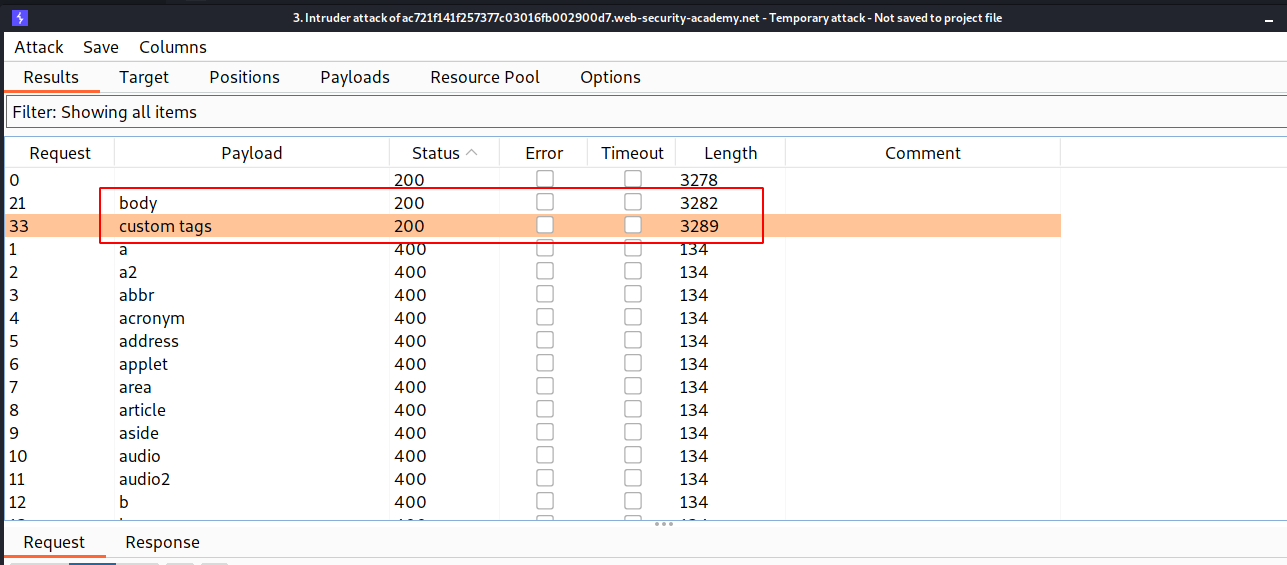 3. Intruder attack of ac721f141f257377c03016fb002900d7.web-security-academy.net - Temporary attack - Not saved to project file
Attack Save Columns
Results Target Positions Payloads Resource Pool Options
Filter: Showing all items
Request Payload Status Error Timeout Length Comment
0 200 3278
21 body 200 3282
33 custom tags 200 3289
1 a 400 134
2 a2 400 134
3 abbr 400 134
4 acronym 400 134
5 address 400 134
6 applet 400 134
7 area 400 134
8 article 400 134
9 aside 400 134
10 audio 400 134
11 audio2 400 134
12 b 400 134
Request Response